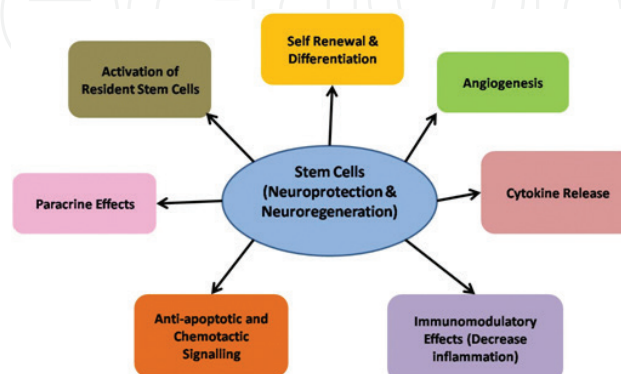 Self Renewal &
Differentiation
Activation of
Resident Stem Cells
Angiogenesis
Stem Cells
(Neuroprotection &
Neuroregeneration)
Paracrine Effects
Cytokine Release
Anti-apoptotic and
Chemotactic
Signalling
Immunomodulatory
Effects (Decrease
inflammation)